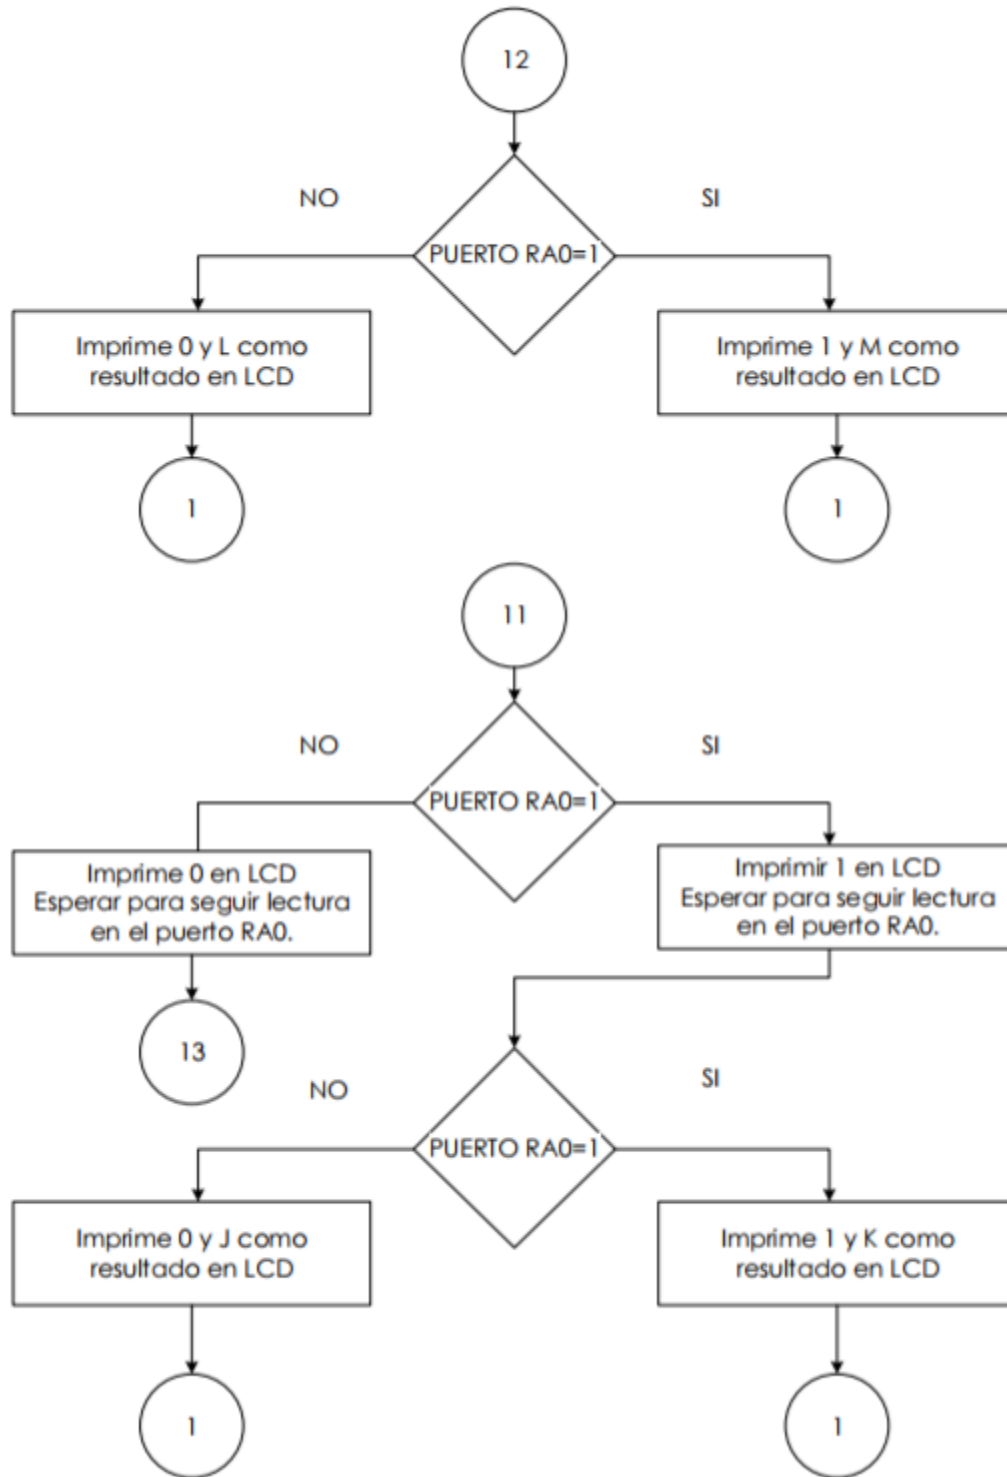 12
NO
SI
PUERTO RA0=1
Imprime 0 y L como
resultado en LCD
Imprime 1 y M como
resultado en LCD
1
1
11
NO
SI
PUERTO RA0=1
Imprime 0 en LCD
Esperar para seguir lectura
en el puerto RA0.
Imprimir 1 en LCD
Esperar para seguir lectura
en el puerto RA0.
13
NO
SI
PUERTO RA0=1
Imprime 0 y J como
resultado en LCD
Imprime 1 y K como
resultado en LCD
1
1